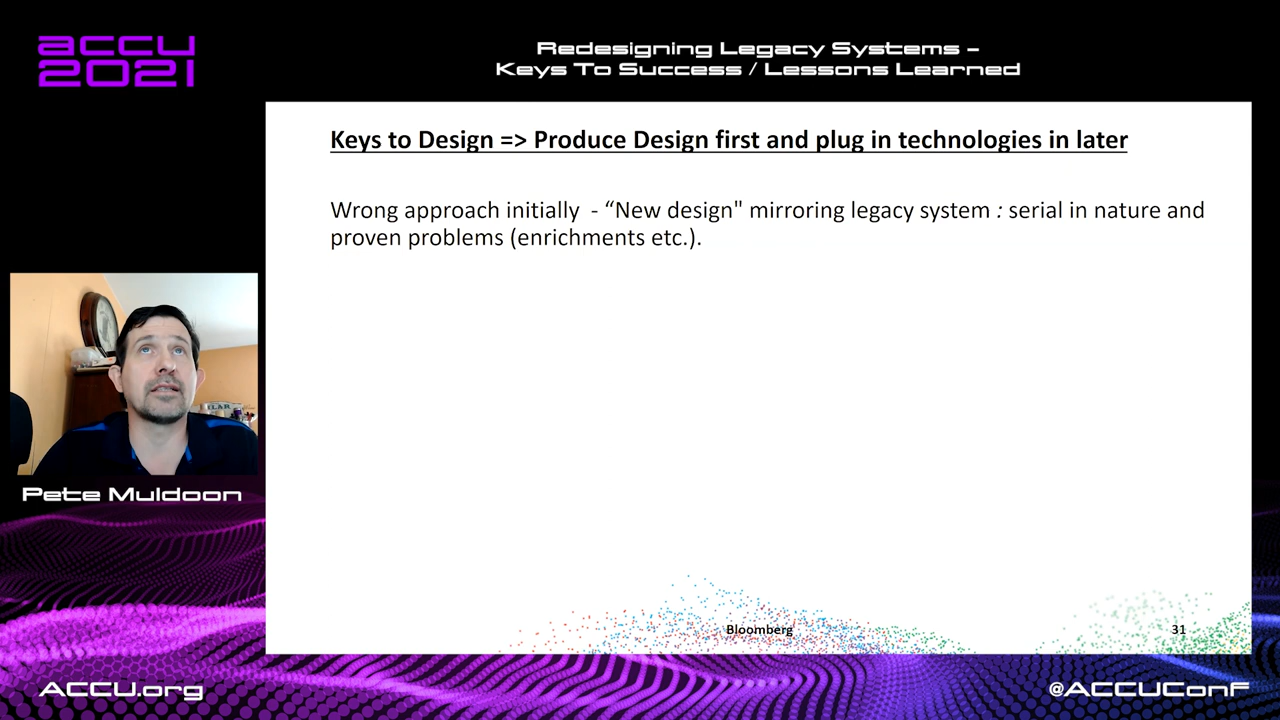 ACCU
2021
Redesigning Legacy Systems –
Keys To Success / Lessons Learned
Keys to Design => Produce Design first and plug in technologies in later
Wrong approach initially  - “New design" mirroring legacy system : serial in nature and
proven problems (enrichments etc.).
Pete Muldoon
Bloomberg
31
ACCU.org
@ACCUConf